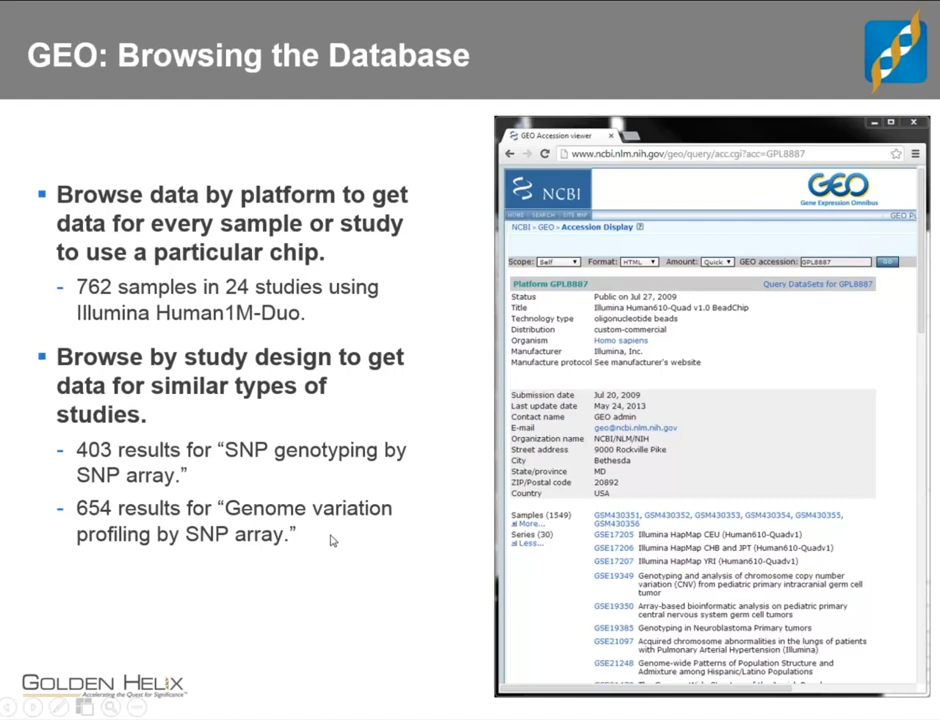 GEO: Browsing the Database
Browse data by platform to get
data for every sample or study
to use a particular chip.
- 762 samples in 24 studies using
Illumina Human1M-Duo.
Browse by study design to get
data for similar types of
studies.
- 403 results for “SNP genotyping by
SNP array.”
- 654 results for “Genome variation
profiling by SNP array.”
GOLDEN HELIX
Accelerating the Quest for Significance™
GEO Accession viewer
www.ncbi.nlm.nih.gov/geo/query/acc.cgi?acc=GPL8887
NCBI
GEO
Gene Expression Omnibus
HOME SEARCH SITE MAP
GEO
NCBI » GEO » Accession Display
Scope: Self Format: HTML Amount: Quick GEO accession: GPL8887 GO
Platform GPL8887 Query DataSets for GPL8887
Status Public on Jul 27, 2009
Title Illumina Human610-Quad v1.0 BeadChip
Technology type oligonucleotide beads
Distribution custom-commercial
Organism Homo sapiens
Manufacturer Illumina, Inc.
Manufacture protocol See manufacturer's website
Submission date Jul 20, 2009
Last update date May 24, 2013
Contact name GEO admin
E-mail geo@ncbi.nlm.nih.gov
Organization name NCBI/NLM/NIH
Street address 9000 Rockville Pike
City Bethesda
State/province MD
ZIP/Postal code 20892
Country USA
Samples (1549) GSM430351, GSM430352, GSM430353, GSM430354, GSM430355,
More... GSM430356
Series (30) GSE17205 Illumina HapMap CEU (Human610-Quadv1)
Less... GSE17206 Illumina HapMap CHB and JPT (Human610-Quadv1)
GSE17207 Illumina HapMap YRI (Human610-Quadv1)
GSE19349 Genotyping and analysis of chromosome copy number
variation (CNV) from pediatric primary intracranial germ cell
tumor
GSE19350 Array-based bioinformatic analysis on pediatric primary
central nervous system germ cell tumors
GSE19385 Genotyping in Neuroblastoma Primary tumors
GSE21097 Acquired chromosome abnormalities in the lungs of patients
with Pulmonary Arterial Hypertension (Illumina)
GSE21248 Genome-wide Patterns of Population Structure and
Admixture among Hispanic/Latino Populations